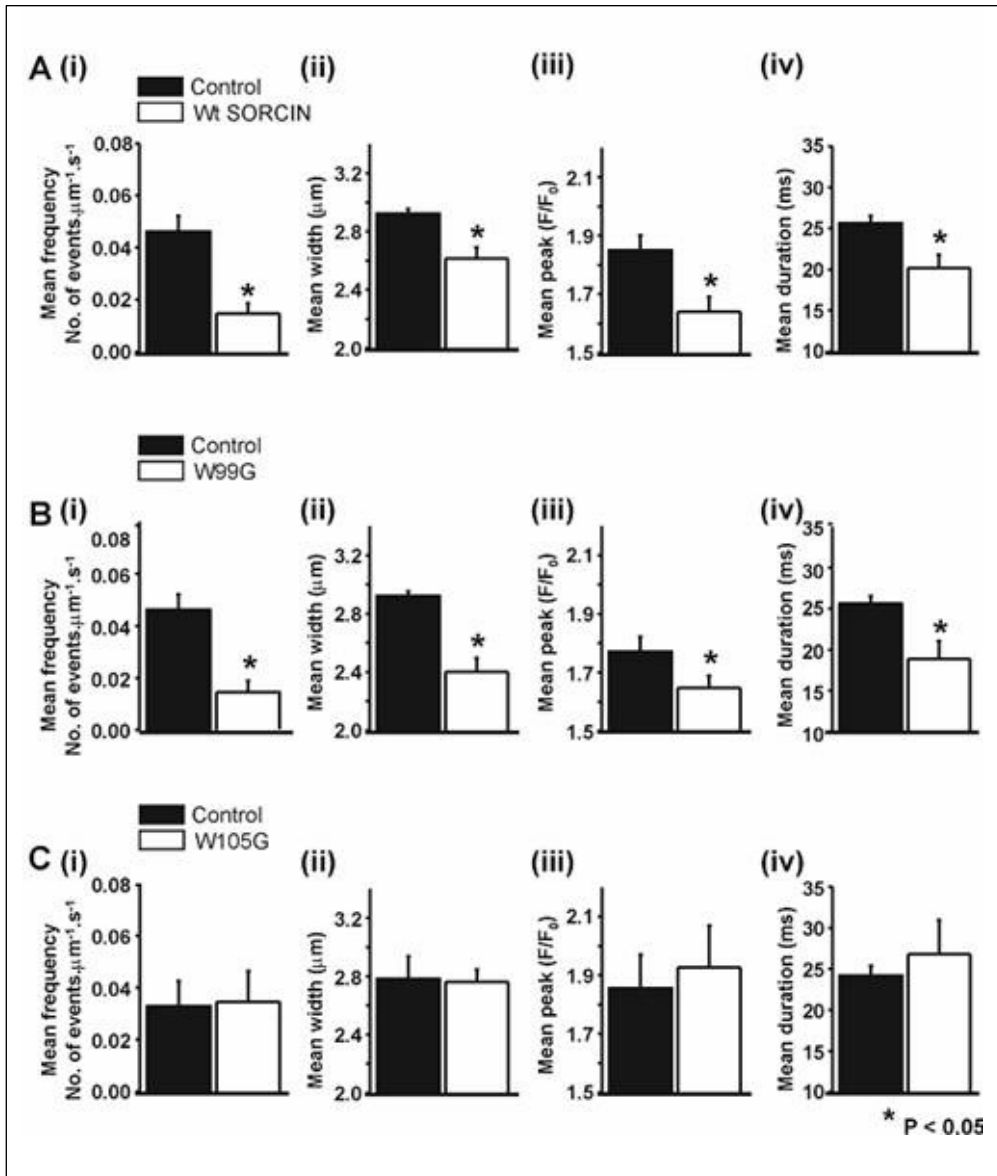 A (i) (ii) (iii) (iv)
Control
Wt SORCIN
Mean frequency
No. of events.µm⁻¹.s⁻¹
0.08
0.06
0.04
0.02
0.00
*
Mean width (µm)
3.2
2.8
2.4
2.0
*
Mean peak (F/F₀)
2.1
1.9
1.7
1.5
*
Mean duration (ms)
35
30
25
20
15
10
*
Control
W99G
B (i) (ii) (iii) (iv)
Mean frequency
No. of events.µm⁻¹.s⁻¹
0.08
0.06
0.04
0.02
0.00
*
Mean width (µm)
3.2
2.8
2.4
2.0
*
Mean peak (F/F₀)
2.1
1.9
1.7
1.5
*
Mean duration (ms)
35
30
25
20
15
10
*
Control
W105G
C (i) (ii) (iii) (iv)
Mean frequency
No. of events.µm⁻¹.s⁻¹
0.08
0.06
0.04
0.02
0.00
Mean width (µm)
3.2
2.8
2.4
2.0
Mean peak (F/F₀)
2.1
1.9
1.7
1.5
Mean duration (ms)
35
30
25
20
15
10
* P < 0.05